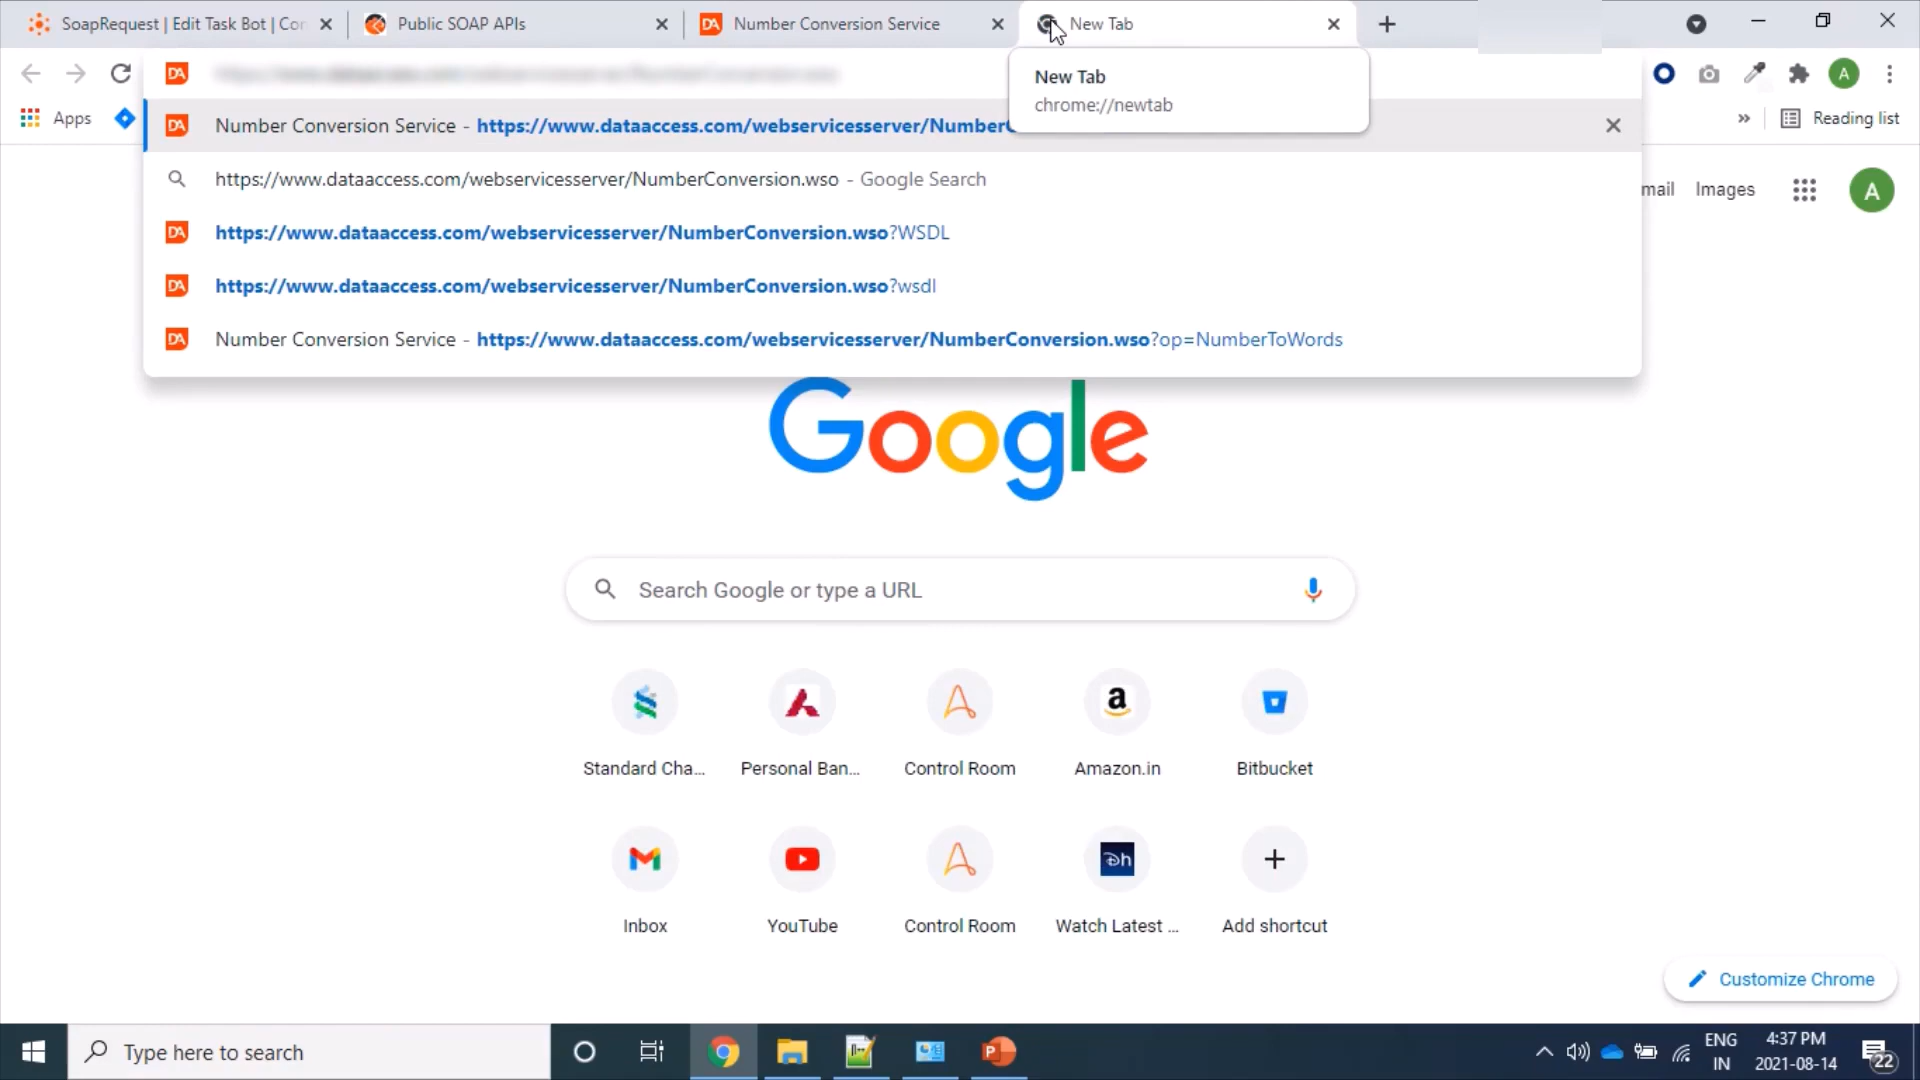 SoapRequest | Edit Task Bot | Con
Public SOAP APIs
Number Conversion Service
New Tab
New Tab
chrome://newtab
Apps
Number Conversion Service - https://www.dataaccess.com/webservicesserver/NumberC
Reading list
https://www.dataaccess.com/webservicesserver/NumberConversion.wso - Google Search
mail
Images
A
A
https://www.dataaccess.com/webservicesserver/NumberConversion.wso?WSDL
https://www.dataaccess.com/webservicesserver/NumberConversion.wso?wsdl
Number Conversion Service - https://www.dataaccess.com/webservicesserver/NumberConversion.wso?op=NumberToWords
Google
Search Google or type a URL
Standard Cha...
Personal Ban...
Control Room
Amazon.in
Bitbucket
Inbox
YouTube
Control Room
Watch Latest ...
Add shortcut
Customize Chrome
Type here to search
ENG
IN
4:37 PM
2021-08-14
22